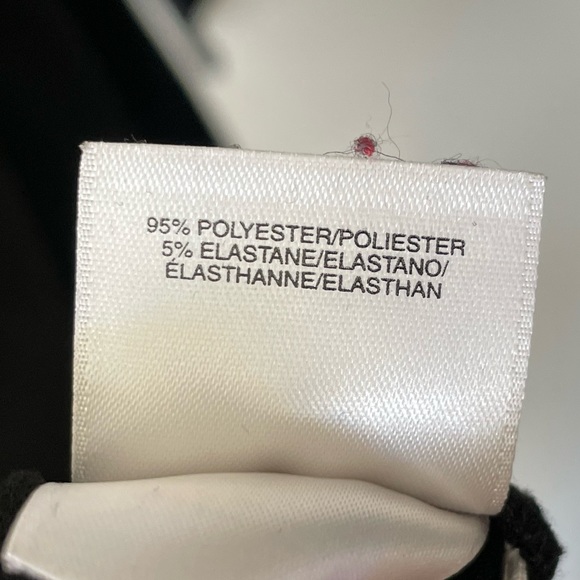 95% POLYESTER/POLIESTER
5% ELASTANE/ELASTANO/
ÉLASTHANNE/ELASTHAN